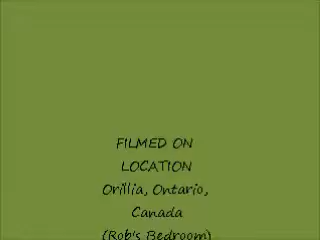 FILMED ON
LOCATION
Orillia, Ontario,
Canada
(Rob's Bedroom)